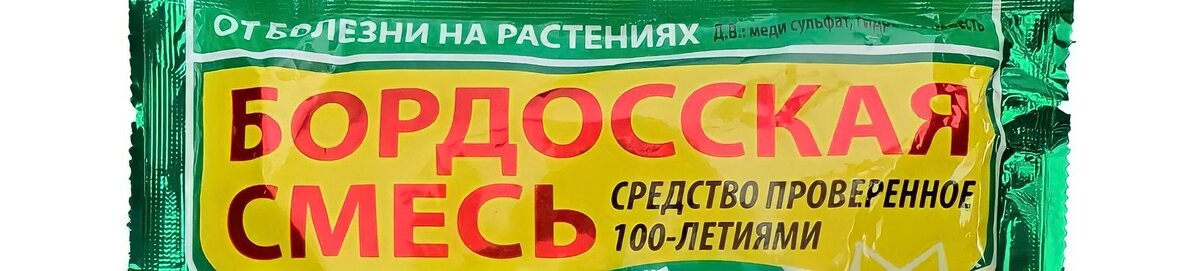 ОТ БОЛЕЗНИ НА РАСТЕНИЯХ
Д.В.: меди сульфат,
БОРДОССКАЯ
СМЕСЬ
СРЕДСТВО ПРОВЕРЕННОЕ
100-ЛЕТИЯМИ